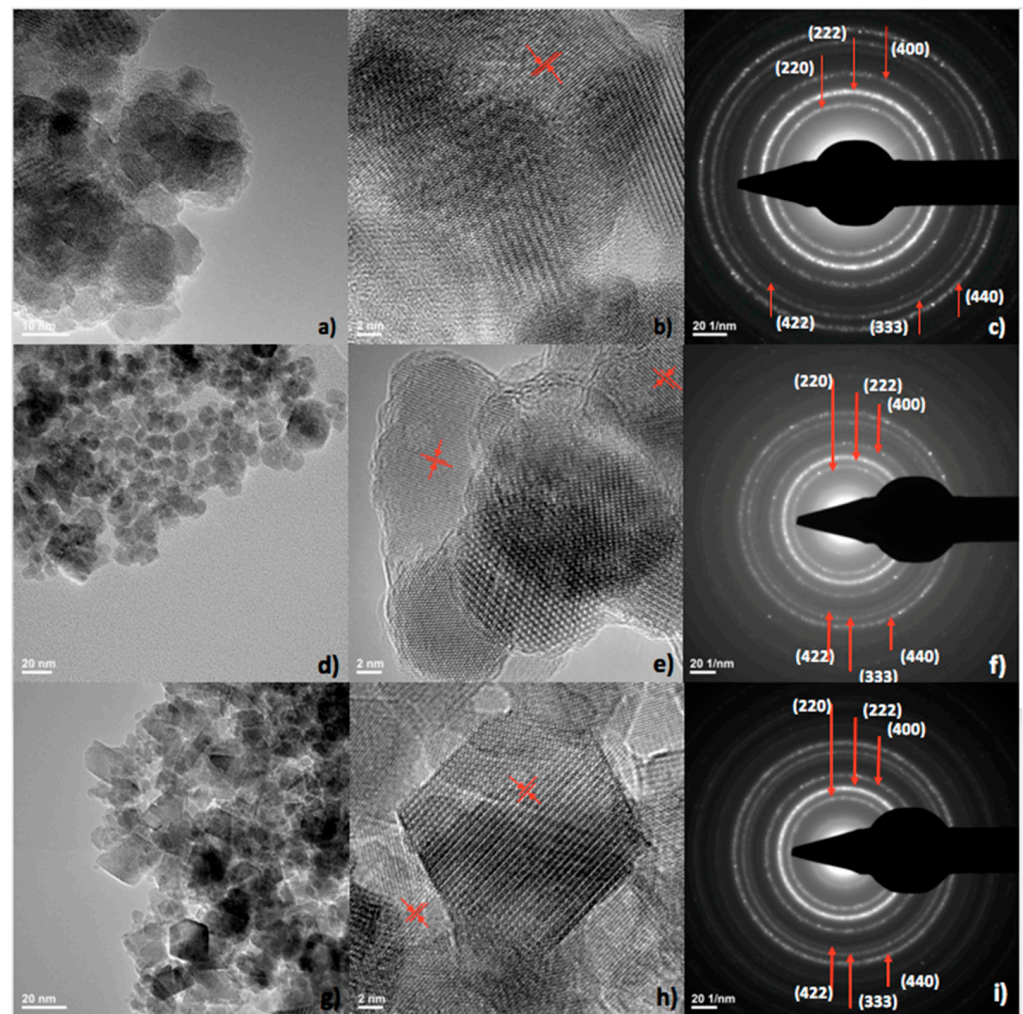 (222)
(400)
(220)
(422)
(333)
(440)
10 nm
a)
2 nm
b)
20 1/nm
c)
(220)
(222)
(400)
(422)
(440)
(333)
20 nm
d)
2 nm
e)
20 1/nm
f)
(220)
(222)
(400)
(422)
(333)
(440)
20 nm
g)
2 nm
h)
20 1/nm
i)